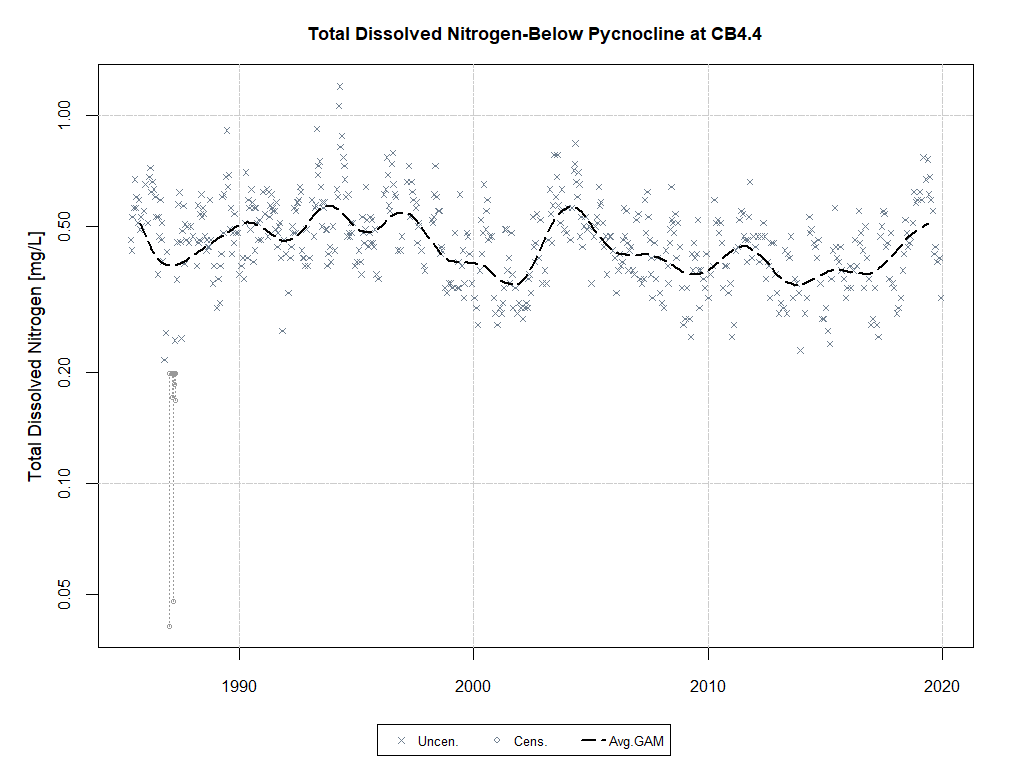 Total Dissolved Nitrogen-Below Pycnocline at CB4.4
Total Dissolved Nitrogen [mg/L]
1.00
0.50
0.20
0.10
0.05
1990 2000 2010 2020
Uncen. Cens. Avg.GAM